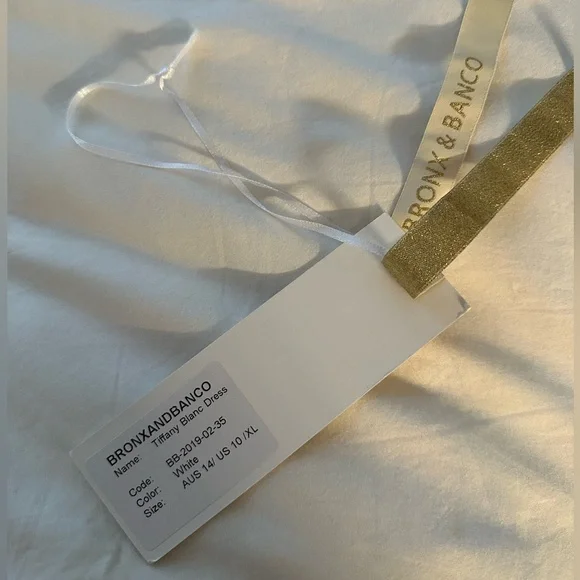 BRONX & BANCO
BRONXANDBANCO
Name: Tiffany Blanc Dress
Code: BB-2019-02-35
Color: White
Size: AUS 14/ US 10 /XL